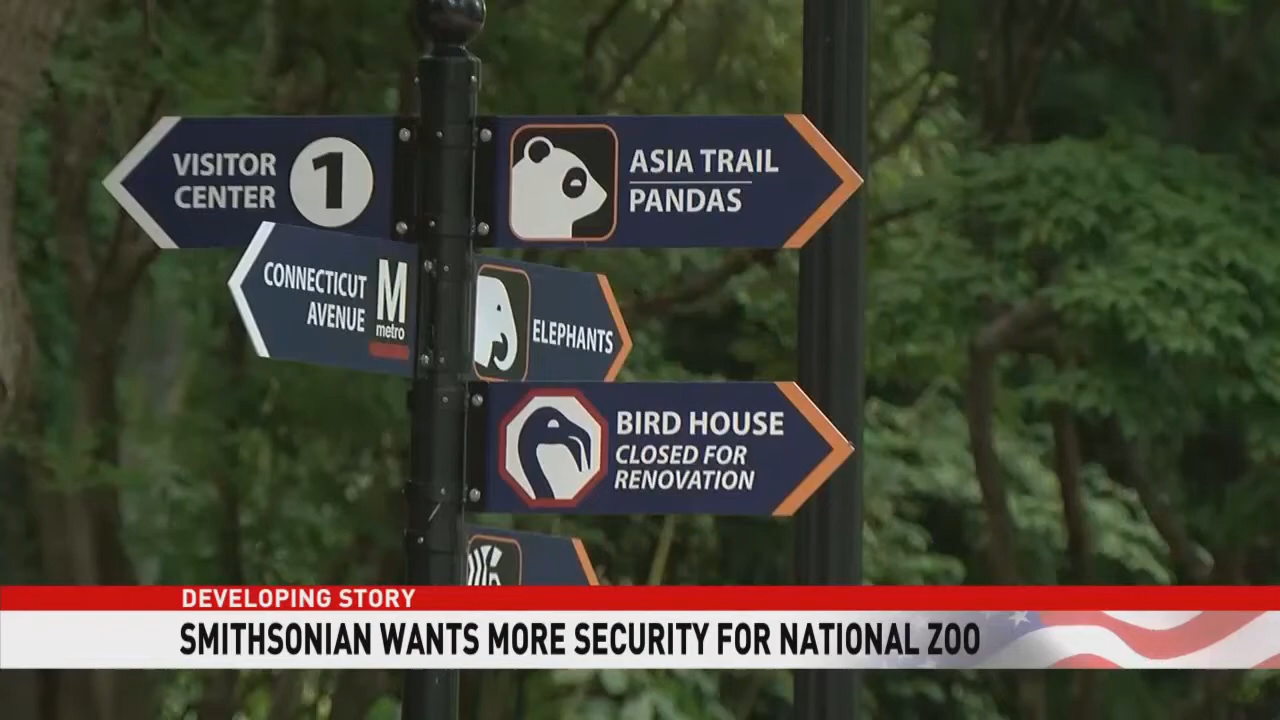 VISITOR
CENTER
1
ASIA TRAIL
PANDAS
CONNECTICUT
AVENUE
M
metro
ELEPHANTS
BIRD HOUSE
CLOSED FOR
RENOVATION
DEVELOPING STORY
SMITHSONIAN WANTS MORE SECURITY FOR NATIONAL ZOO